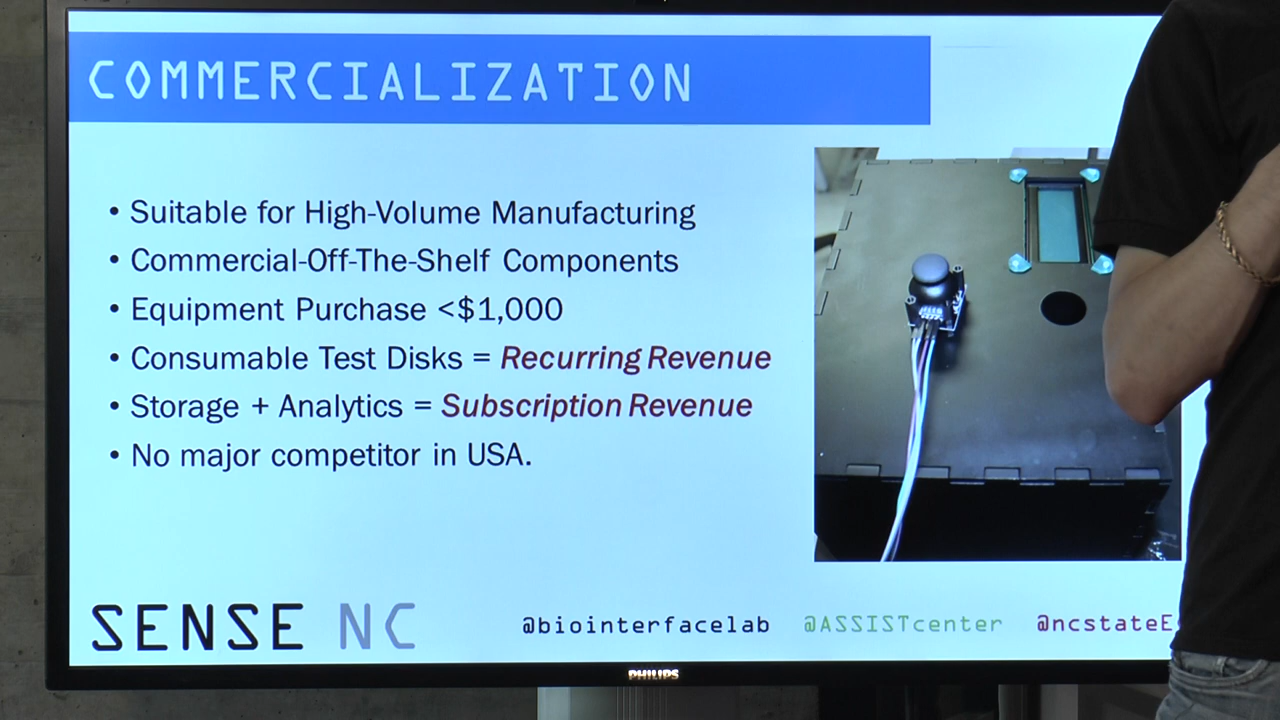 COMMERCIALIZATION
• Suitable for High-Volume Manufacturing
• Commercial-Off-The-Shelf Components
• Equipment Purchase <$1,000
• Consumable Test Disks = Recurring Revenue
• Storage + Analytics = Subscription Revenue
• No major competitor in USA.
SENSE NC @biointerfacelab @ASSISTcenter @ncstateE
PHILIPS